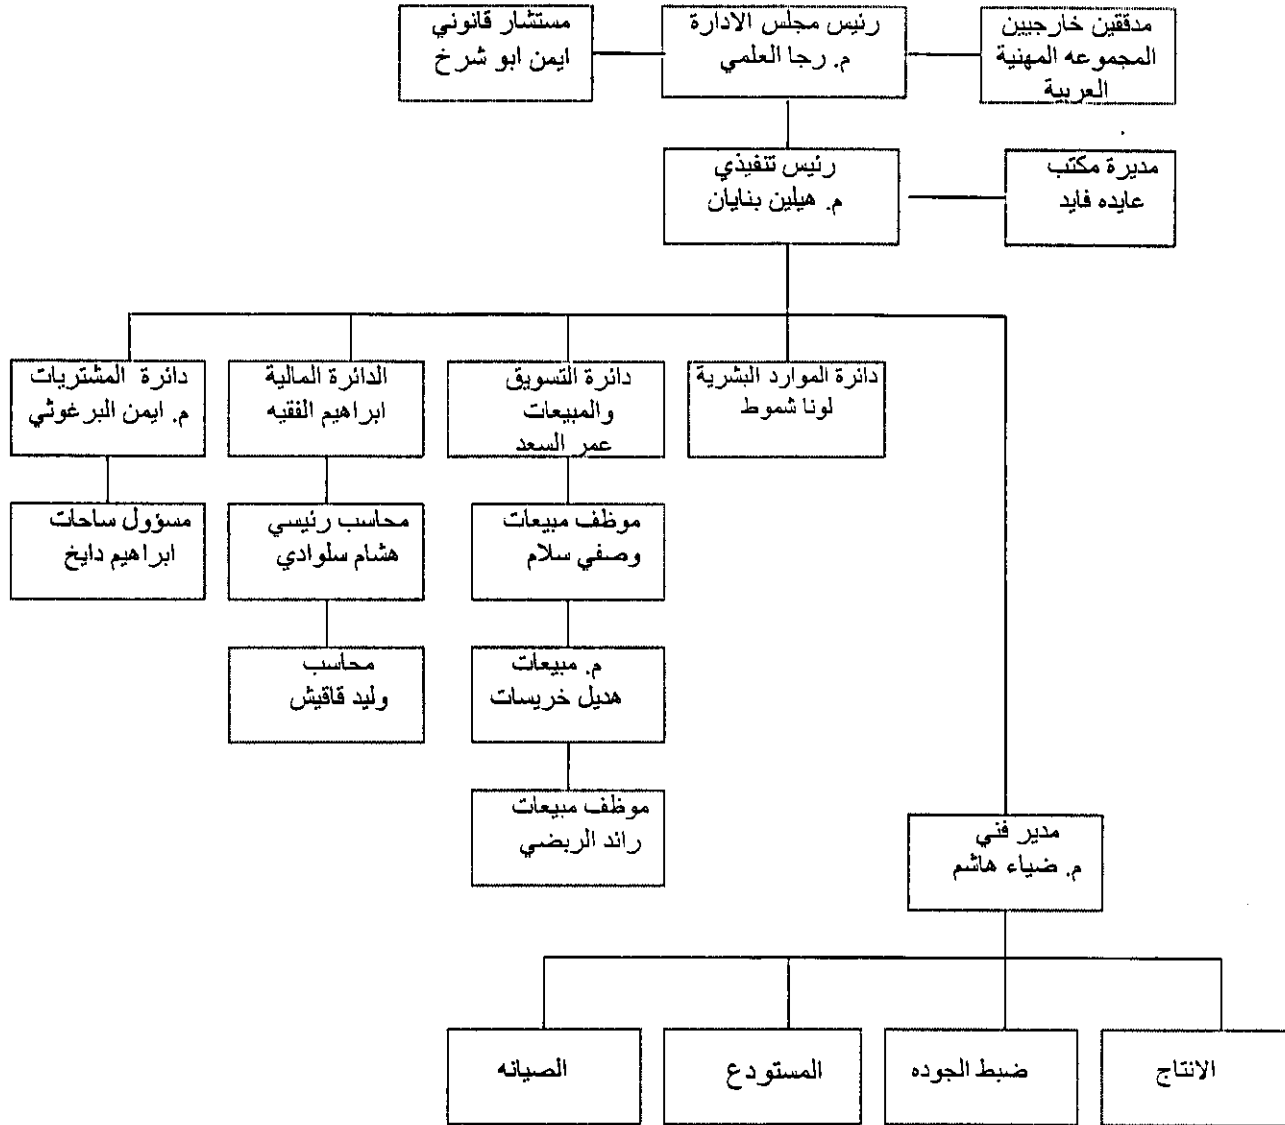 مدققين خارجيين
المجموعه المهنية
العربية
رئيس مجلس الادارة
م. رجا العلمي
مستشار قانوني
ايمن ابو شرخ
مديرة مكتب
عايده فايد
رئيس تنفيذي
م. هيلين بنايان
دائرة الموارد البشرية
لونا شموط
دائرة التسويق
والمبيعات
عمر السعد
الدائرة المالية
ابراهيم الفقيه
دائرة المشتريات
م. ايمن البرغوثي
موظف مبيعات
وصفي سلام
محاسب رئيسي
هشام سلوادي
مسؤول ساحات
ابراهيم دايخ
م. مبيعات
هديل خريسات
محاسب
وليد قاقيش
موظف مبيعات
رائد الربضي
مدير فني
م. ضياء هاشم
الانتاج
ضبط الجوده
المستودع
الصيانه